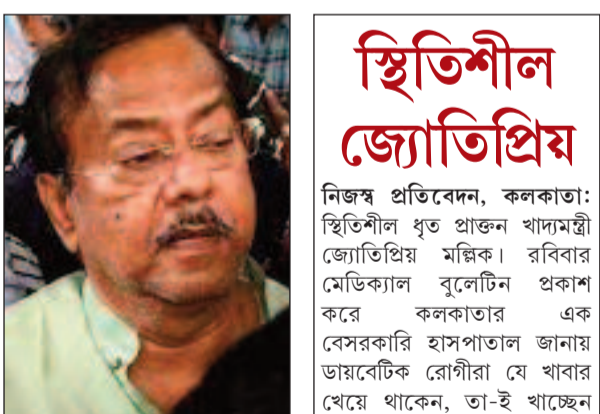 স্থিতিশীল
জ্যোতিপ্রিয়
নিজস্ব প্রতিবেদন, কলকাতা:
স্থিতিশীল ধৃত প্রাক্তন খাদ্যমন্ত্রী
জ্যোতিপ্রিয় মল্লিক। রবিবার
মেডিক্যাল বুলেটিন প্রকাশ
করে কলকাতার এক
বেসরকারি হাসপাতাল জানায়
ডায়বেটিক রোগীরা যে খাবার
খেয়ে থাকেন, তা-ই খাচ্ছেন